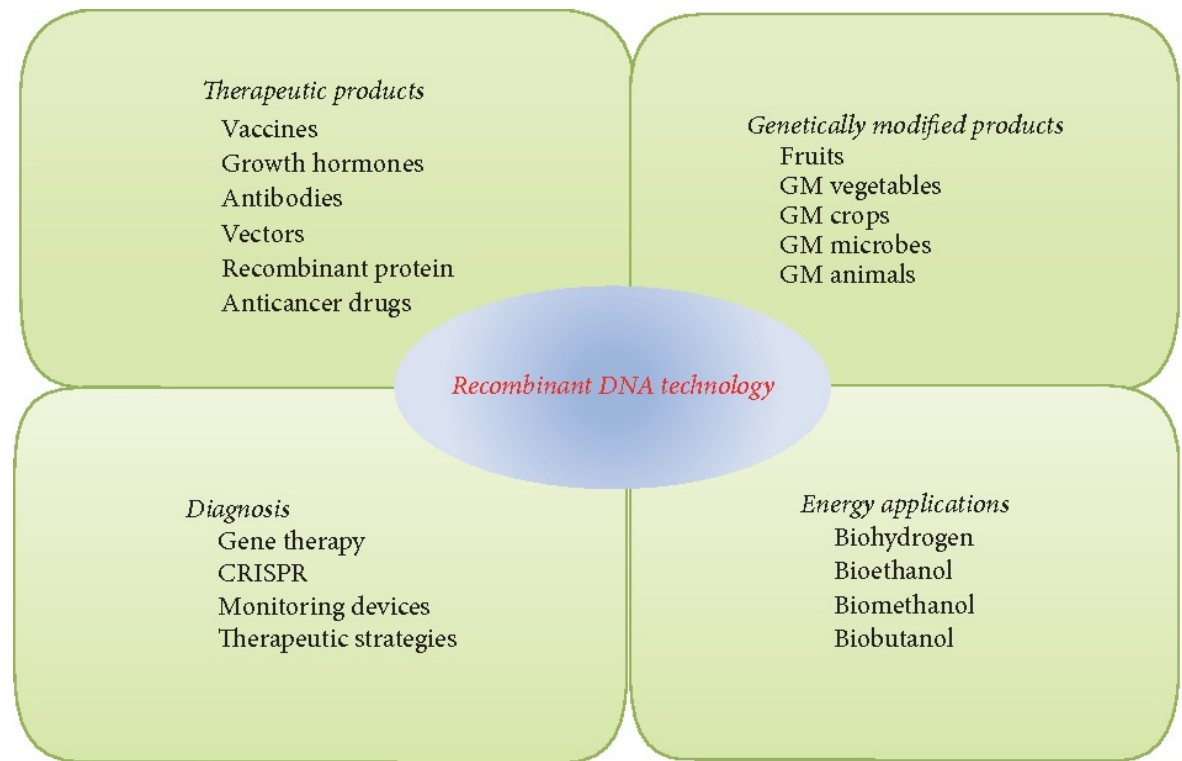 Therapeutic products
Vaccines
Growth hormones
Antibodies
Vectors
Recombinant protein
Anticancer drugs
Genetically modified products
Fruits
GM vegetables
GM crops
GM microbes
GM animals
Recombinant DNA technology
Diagnosis
Gene therapy
CRISPR
Monitoring devices
Therapeutic strategies
Energy applications
Biohydrogen
Bioethanol
Biomethanol
Biobutanol